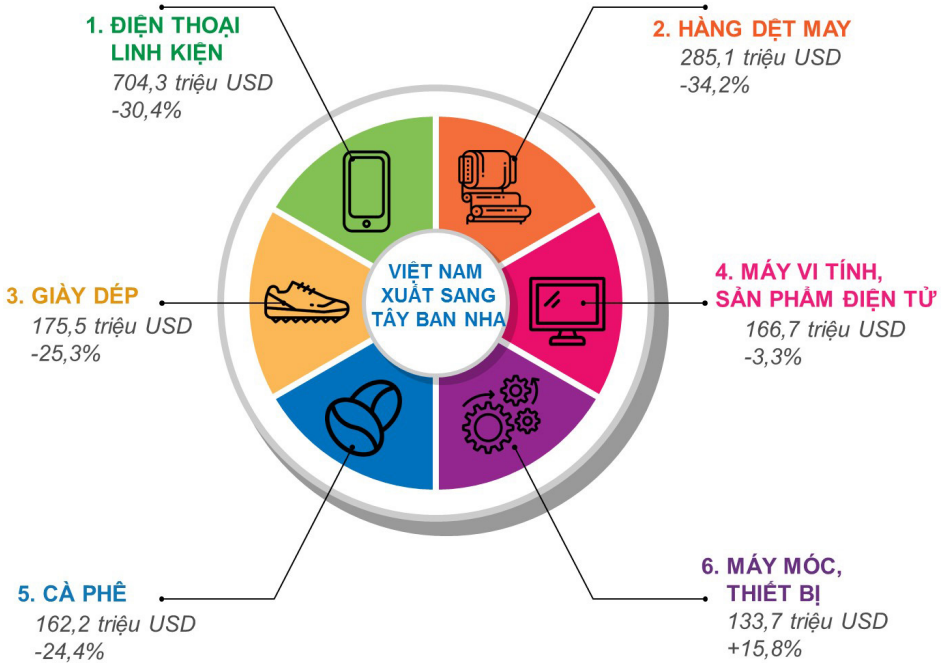 1. ĐIỆN THOẠI
LINH KIỆN
704,3 triệu USD
-30,4%
2. HÀNG DỆT MAY
285,1 triệu USD
-34,2%
VIỆT NAM
XUẤT SANG
TÂY BAN NHA
3. GIÀY DÉP
175,5 triệu USD
-25,3%
4. MÁY VI TÍNH,
SẢN PHẨM ĐIỆN TỬ
166,7 triệu USD
-3,3%
5. CÀ PHÊ
162,2 triệu USD
-24,4%
6. MÁY MÓC,
THIẾT BỊ
133,7 triệu USD
+15,8%